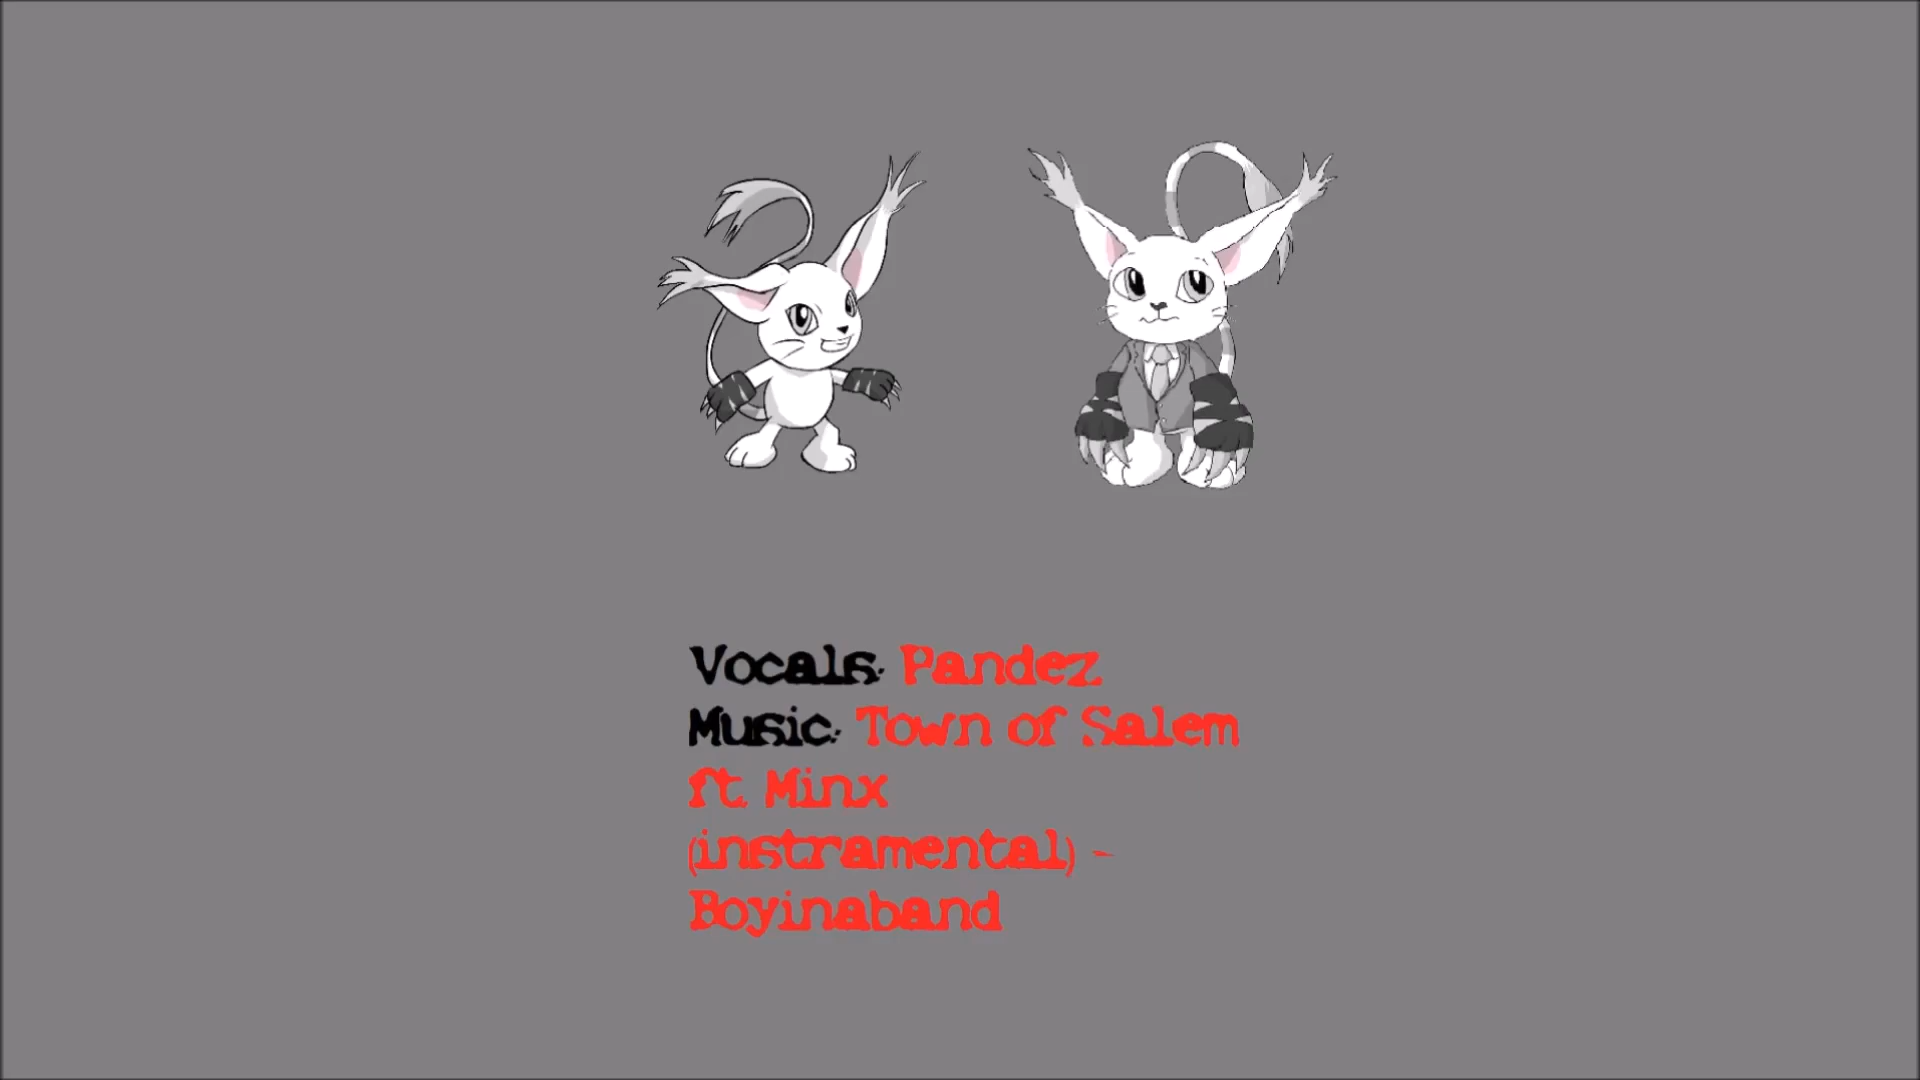 Vocals: Pandez
Music: Town of Salem
ft. Minx
(instramental) -
Boyinaband